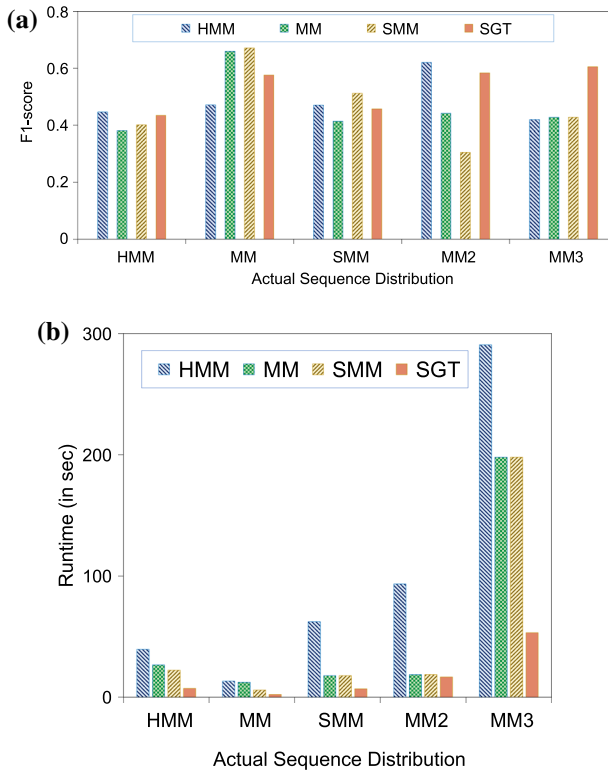 (a)
0.8
0.6
0.4
0.2
0
F1-score
HMM MM SMM SGT
HMM MM SMM MM2 MM3
Actual Sequence Distribution
(b)
300
200
100
0
Runtime (in sec)
HMM MM SMM SGT
HMM MM SMM MM2 MM3
Actual Sequence Distribution